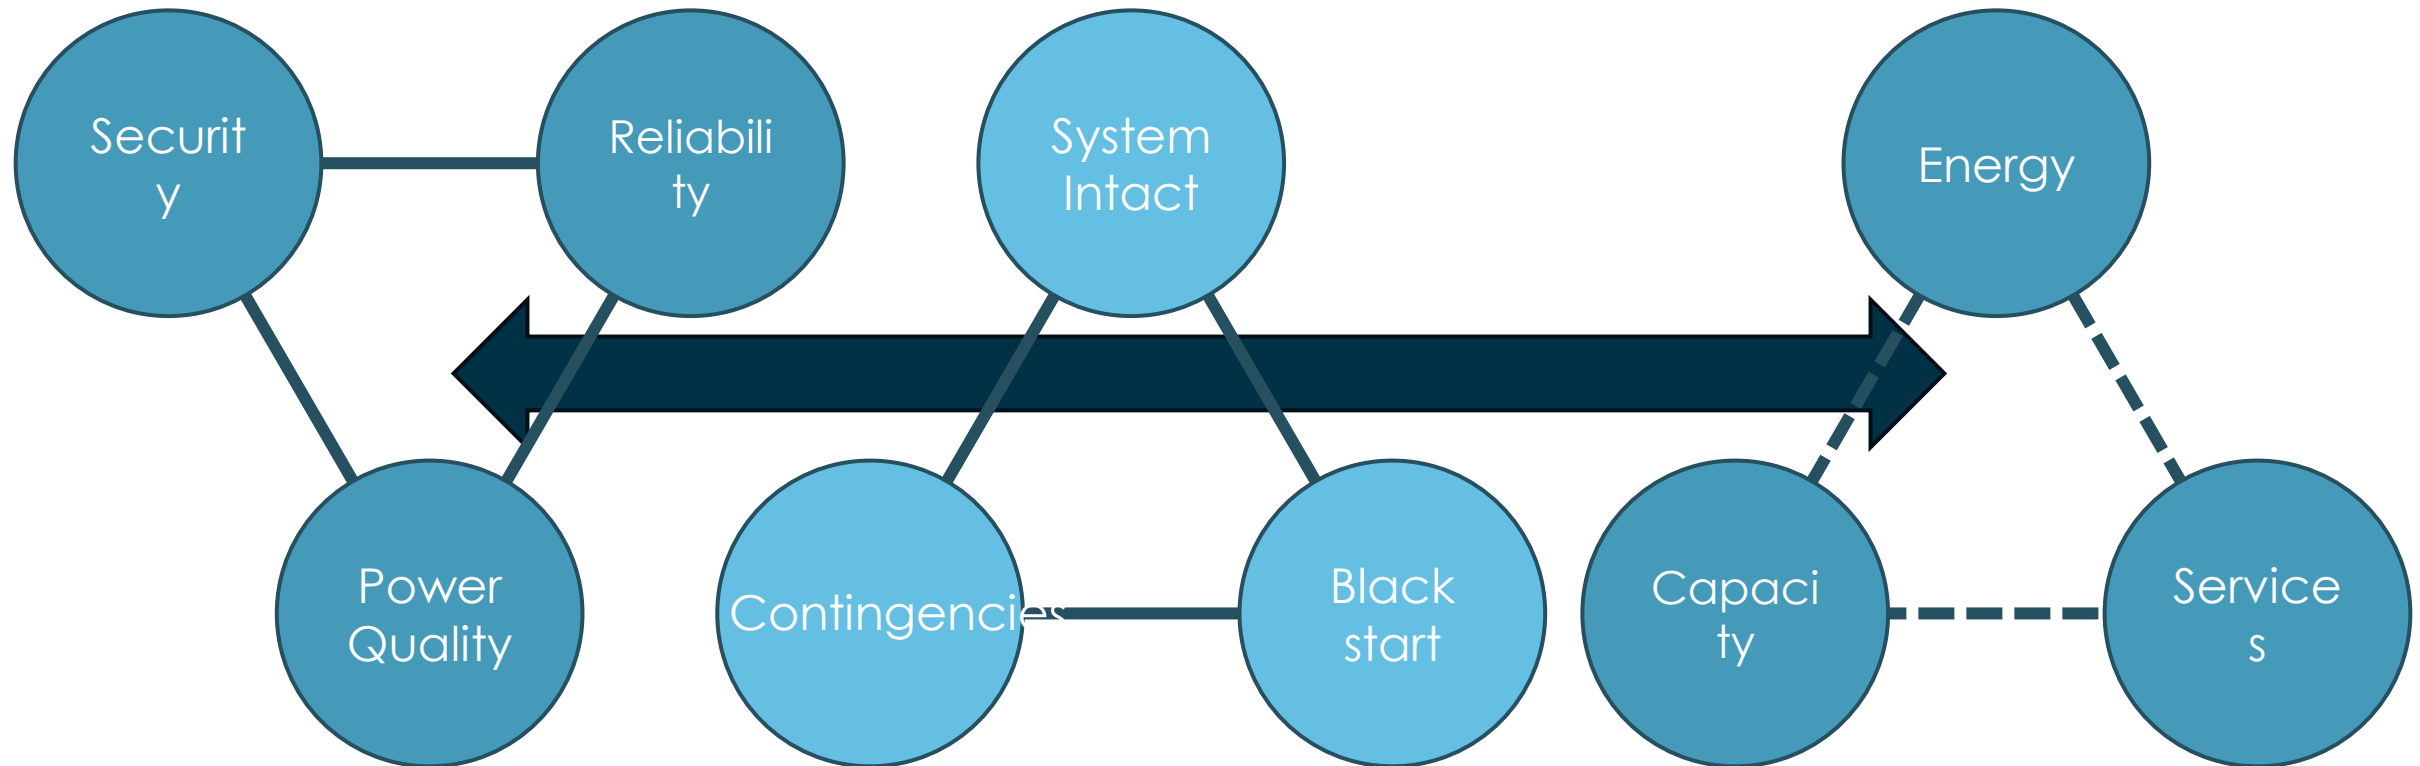 Securit
y
Reliabili
ty
System
Intact
Energy
Power
Quality
Contingencies
Black
start
Capaci
ty
Service
s